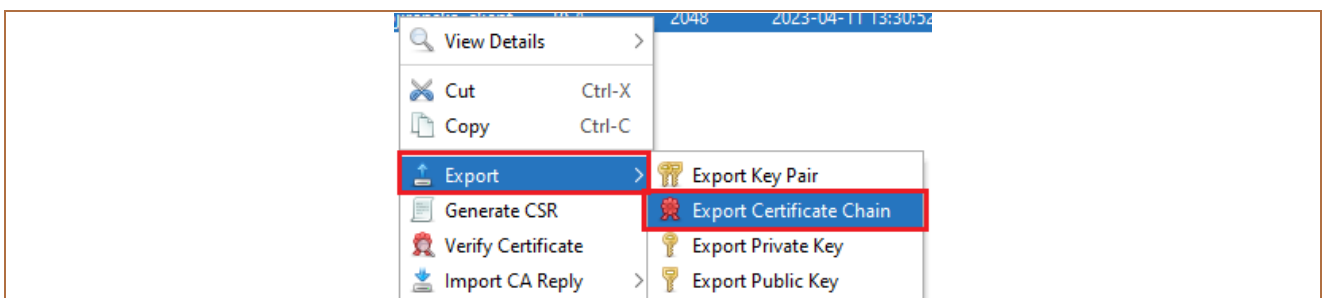 2048 2023-04-11 13:30:52
View Details
Cut Ctrl-X
Copy Ctrl-C
Export
Export Key Pair
Generate CSR
Export Certificate Chain
Verify Certificate
Export Private Key
Import CA Reply
Export Public Key